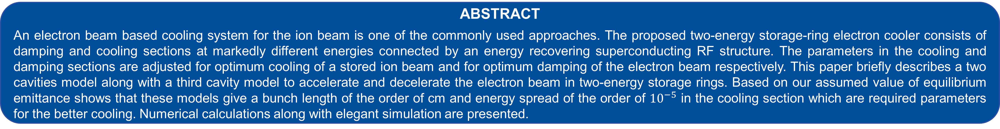 ABSTRACT
An electron beam based cooling system for the ion beam is one of the commonly used approaches. The proposed two-energy storage-ring electron cooler consists of
damping and cooling sections at markedly different energies connected by an energy recovering superconducting RF structure. The parameters in the cooling and
damping sections are adjusted for optimum cooling of a stored ion beam and for optimum damping of the electron beam respectively. This paper briefly describes a two
cavities model along with a third cavity model to accelerate and decelerate the electron beam in two-energy storage rings. Based on our assumed value of equilibrium
emittance shows that these models give a bunch length of the order of cm and energy spread of the order of 10⁻⁵ in the cooling section which are required parameters
for the better cooling. Numerical calculations along with elegant simulation are presented.